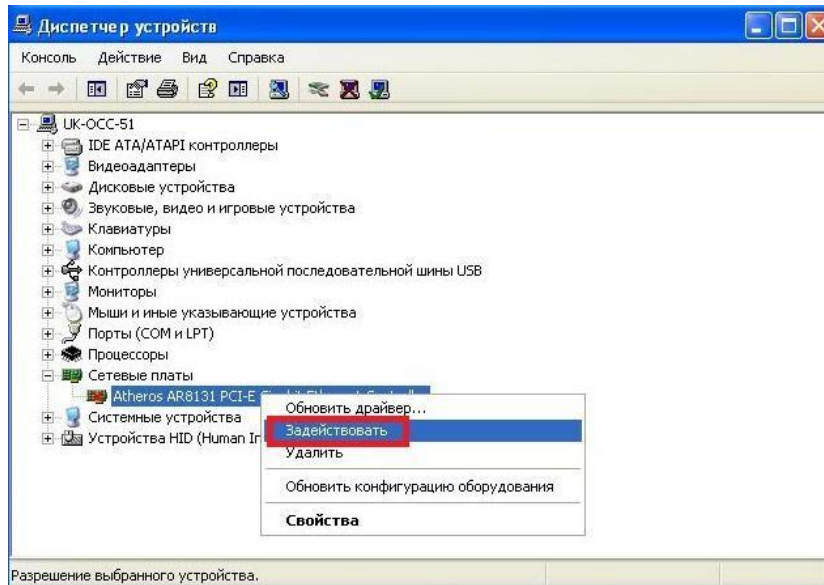 Диспетчер устройств
Консоль Действие Вид Справка
UK-OCC-51
IDE ATA/ATAPI контроллеры
Видеоадаптеры
Дисковые устройства
Звуковые, видео и игровые устройства
Клавиатуры
Компьютер
Контроллеры универсальной последовательной шины USB
Мониторы
Мыши и иные указывающие устройства
Порты (COM и LPT)
Процессоры
Сетевые платы
Atheros AR8131 PCI-E
Системные устройства
Устройства HID (Human
Обновить драйвер...
Задействовать
Удалить
Обновить конфигурацию оборудования
Свойства
Разрешение выбранного устройства.